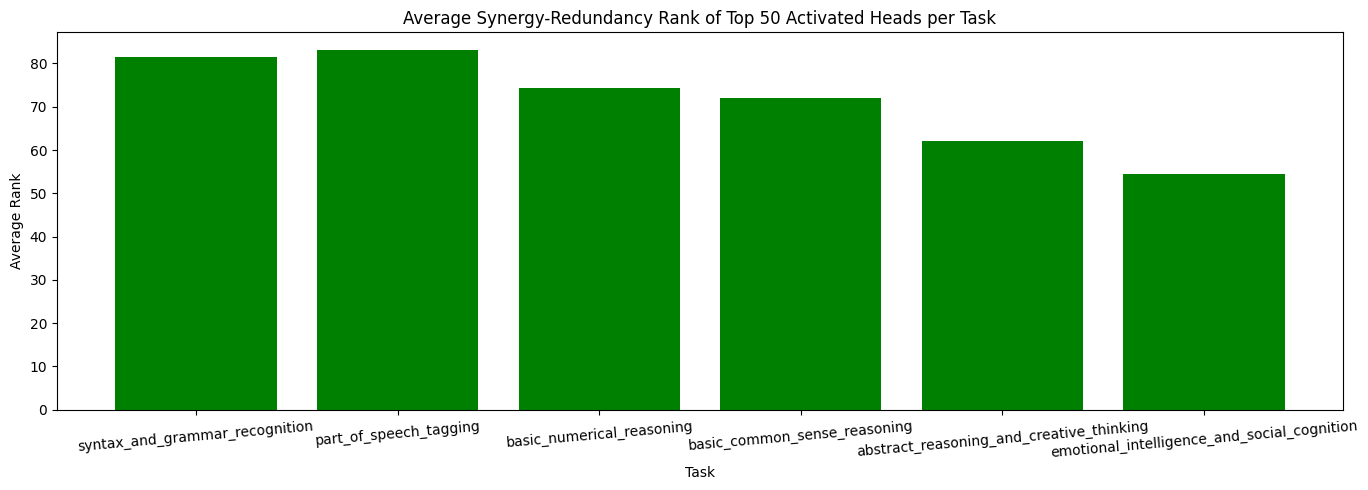 Average Synergy-Redundancy Rank of Top 50 Activated Heads per Task
Average Rank
80
70
60
50
40
30
20
10
0
syntax_and_grammar_recognition
part_of_speech_tagging
basic_numerical_reasoning
basic_common_sense_reasoning
abstract_reasoning_and_creative_thinking
emotional_intelligence_and_social_cognition
Task